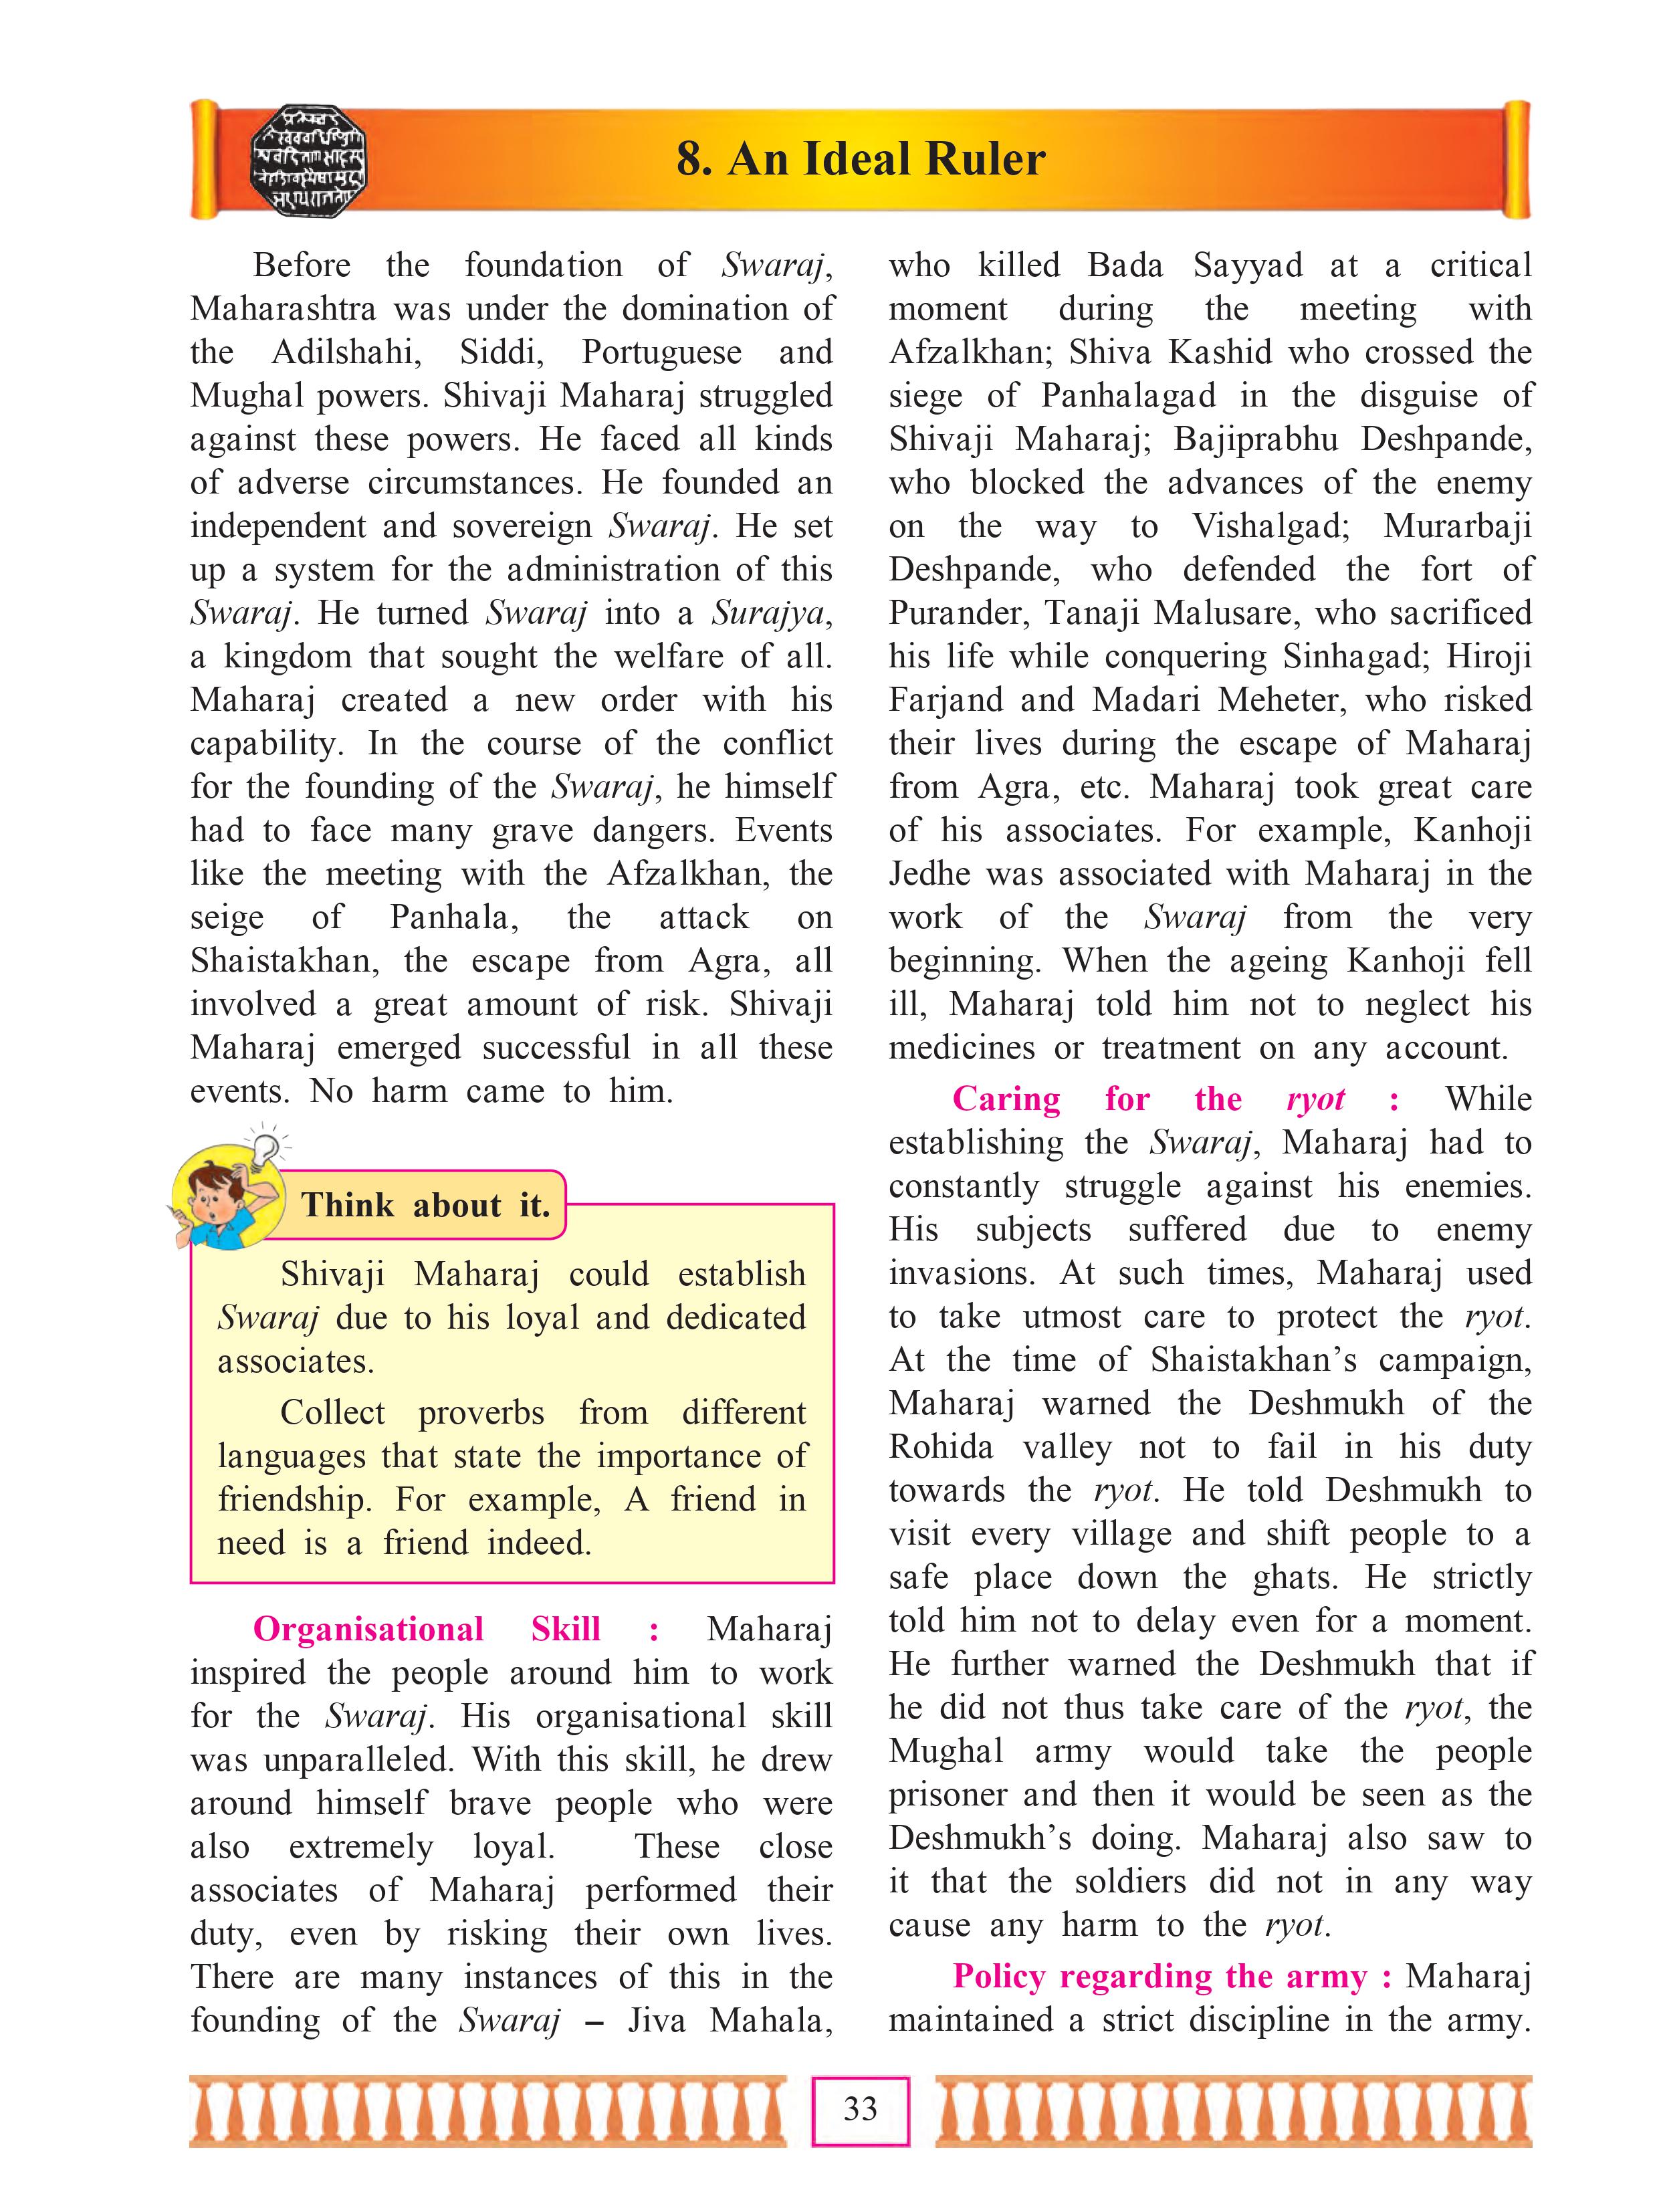 8. An Ideal Ruler
Before the foundation of Swaraj,
Maharashtra was under the domination of
the Adilshahi, Siddi, Portuguese and
Mughal powers. Shivaji Maharaj struggled
against these powers. He faced all kinds
of adverse circumstances. He founded an
independent and sovereign Swaraj. He set
up a system for the administration of this
Swaraj. He turned Swaraj into a Surajya,
a kingdom that sought the welfare of all.
Maharaj created a new order with his
capability. In the course of the conflict
for the founding of the Swaraj, he himself
had to face many grave dangers. Events
like the meeting with the Afzalkhan, the
seige of Panhala, the attack on
Shaistakhan, the escape from Agra, all
involved a great amount of risk. Shivaji
Maharaj emerged successful in all these
events. No harm came to him.
Think about it.
Shivaji Maharaj could establish
Swaraj due to his loyal and dedicated
associates.
Collect proverbs from different
languages that state the importance of
friendship. For example, A friend in
need is a friend indeed.
Organisational Skill : Maharaj
inspired the people around him to work
for the Swaraj. His organisational skill
was unparalleled. With this skill, he drew
around himself brave people who were
also extremely loyal. These close
associates of Maharaj performed their
duty, even by risking their own lives.
There are many instances of this in the
founding of the Swaraj – Jiva Mahala,
who killed Bada Sayyad at a critical
moment during the meeting with
Afzalkhan; Shiva Kashid who crossed the
siege of Panhalagad in the disguise of
Shivaji Maharaj; Bajiprabhu Deshpande,
who blocked the advances of the enemy
on the way to Vishalgad; Murarbaji
Deshpande, who defended the fort of
Purander, Tanaji Malusare, who sacrificed
his life while conquering Sinhagad; Hiroji
Farjand and Madari Meheter, who risked
their lives during the escape of Maharaj
from Agra, etc. Maharaj took great care
of his associates. For example, Kanhoji
Jedhe was associated with Maharaj in the
work of the Swaraj from the very
beginning. When the ageing Kanhoji fell
ill, Maharaj told him not to neglect his
medicines or treatment on any account.
Caring for the ryot : While
establishing the Swaraj, Maharaj had to
constantly struggle against his enemies.
His subjects suffered due to enemy
invasions. At such times, Maharaj used
to take utmost care to protect the ryot.
At the time of Shaistakhan’s campaign,
Maharaj warned the Deshmukh of the
Rohida valley not to fail in his duty
towards the ryot. He told Deshmukh to
visit every village and shift people to a
safe place down the ghats. He strictly
told him not to delay even for a moment.
He further warned the Deshmukh that if
he did not thus take care of the ryot, the
Mughal army would take the people
prisoner and then it would be seen as the
Deshmukh’s doing. Maharaj also saw to
it that the soldiers did not in any way
cause any harm to the ryot.
Policy regarding the army : Maharaj
maintained a strict discipline in the army.
33